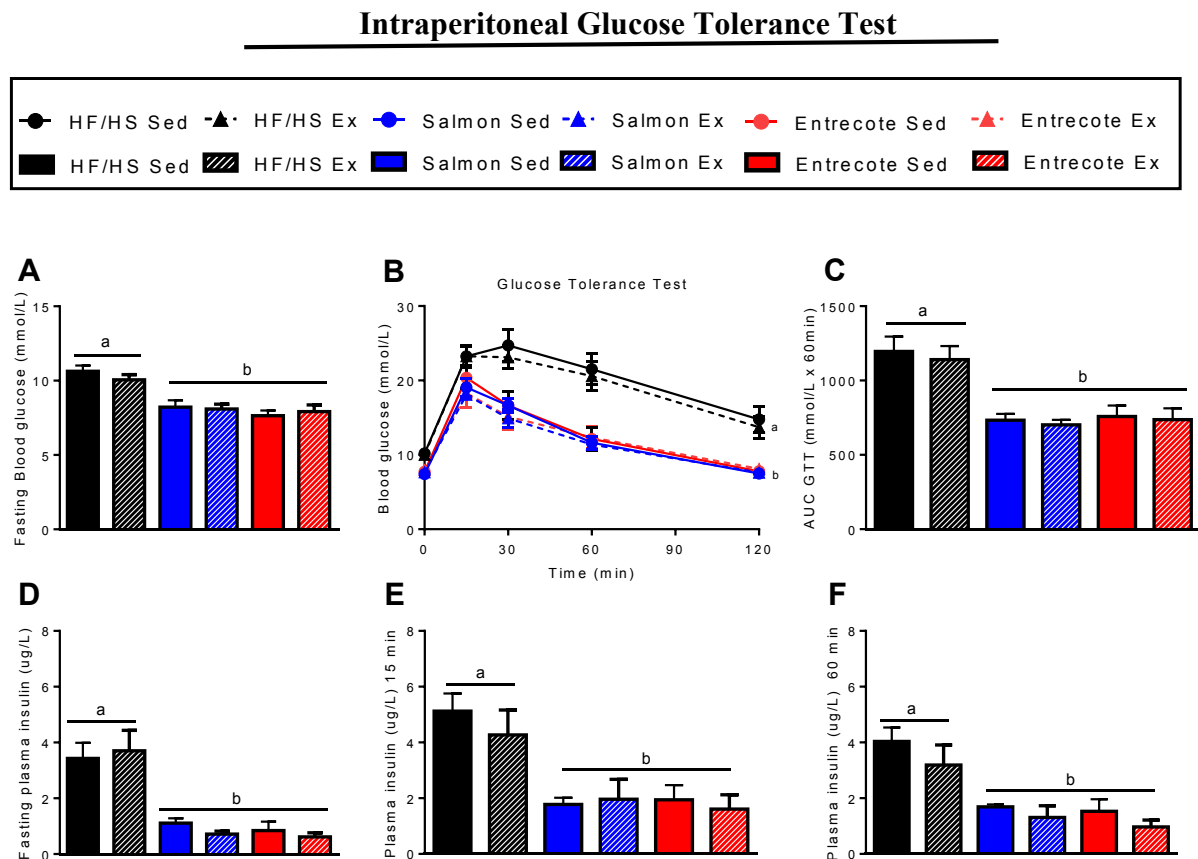 Intraperitoneal Glucose Tolerance Test
HF/HS Sed HF/HS Ex Salmon Sed Salmon Ex Entrecote Sed Entrecote Ex
HF/HS Sed HF/HS Ex Salmon Sed Salmon Ex Entrecote Sed Entrecote Ex
A
Fasting Blood glucose (mmol/L)
15
10
5
0
a
b
B
Glucose Tolerance Test
Blood glucose (mmol/L)
30
20
10
0
a
b
0 30 60 90 120
Time (min)
C
AUC GTT (mmol/L x 60min)
1500
1000
500
0
a
b
D
Fasting plasma insulin (ug/L)
8
6
4
2
0
a
b
E
Plasma insulin (ug/L) 15 min
8
6
4
2
0
a
b
F
Plasma insulin (ug/L) 60 min
8
6
4
2
0
a
b